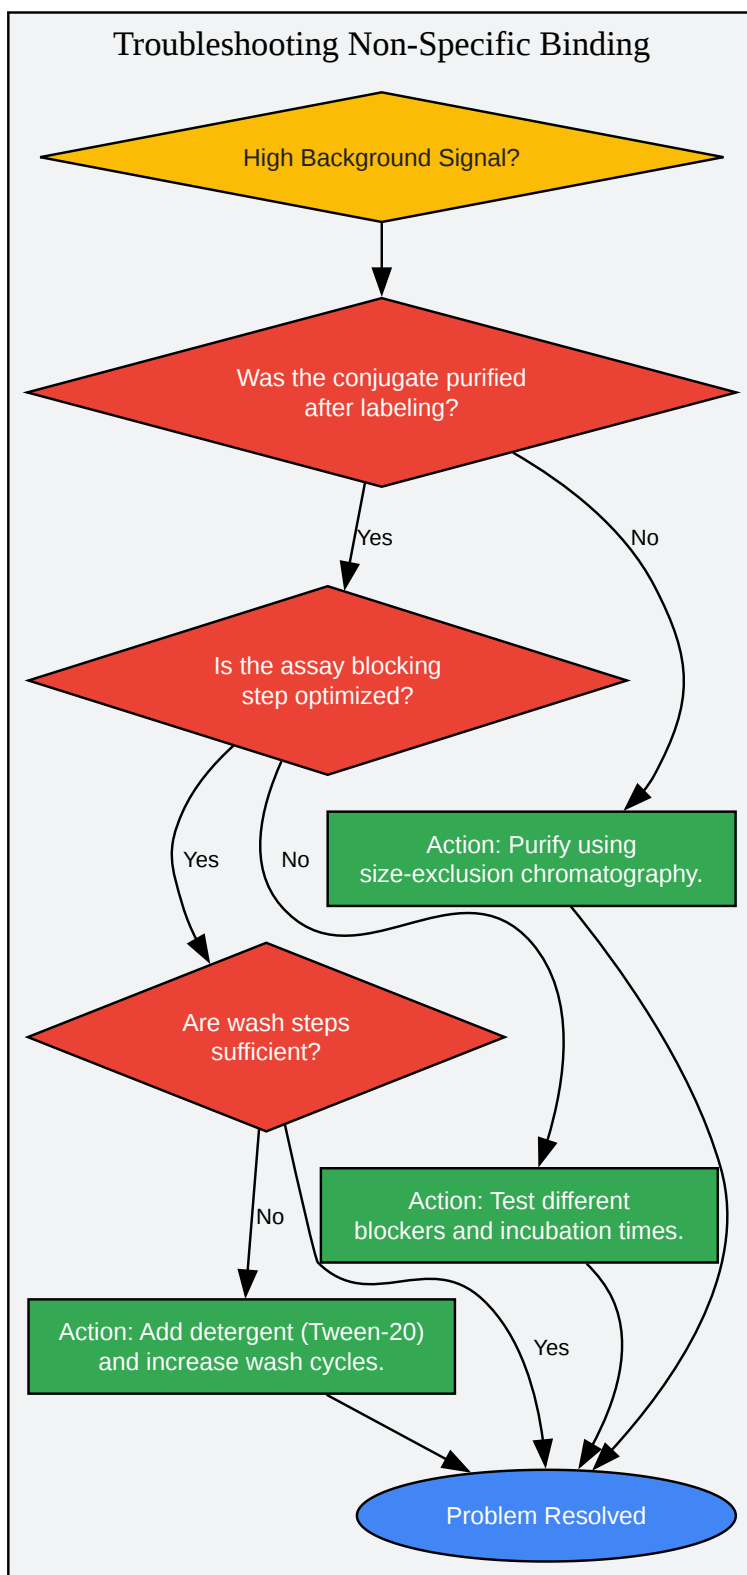 Troubleshooting Non-Specific Binding
High Background Signal?
Was the conjugate purified
after labeling?
Yes
No
Is the assay blocking
step optimized?
Action: Purify using
size-exclusion chromatography.
Yes
No
Are wash steps
sufficient?
Action: Test different
blockers and incubation times.
No
Action: Add detergent (Tween-20)
and increase wash cycles.
Yes
Problem Resolved